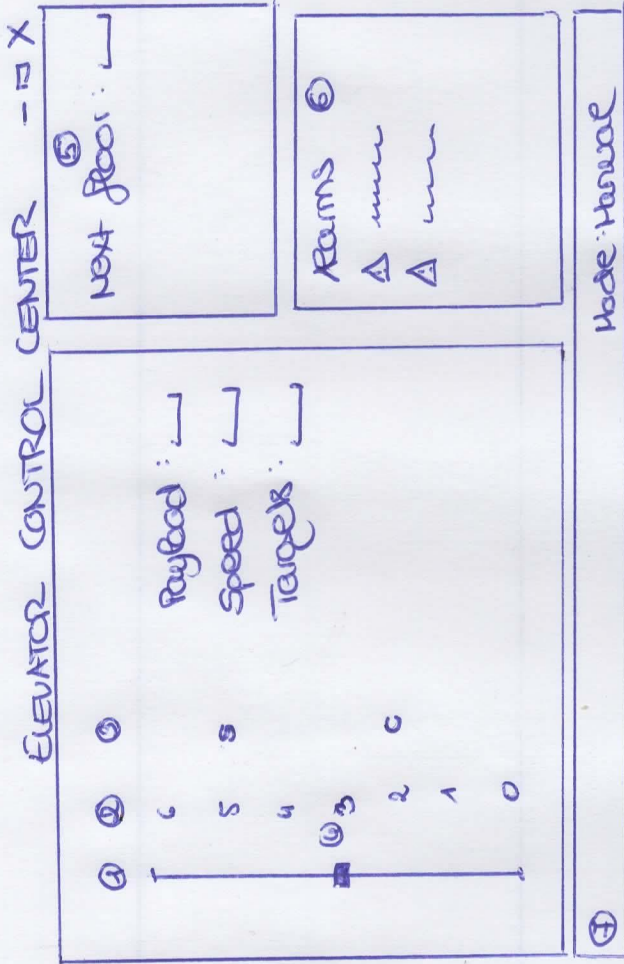 ELEVATOR CONTROL CENTER - □ X
① ② ③
6 Payload: [ ]
5 S Speed: [ ]
4 Targets: [ ]
④ 3
2 C
1
0
⑤
Next floor: [ ]
Alarms ⑥
⚠
⚠
⑦ Mode: Manual